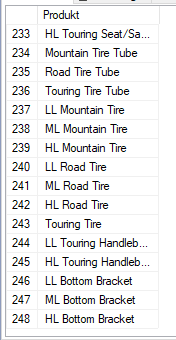 Produkt
233 HL Touring Seat/Sa...
234 Mountain Tire Tube
235 Road Tire Tube
236 Touring Tire Tube
237 LL Mountain Tire
238 ML Mountain Tire
239 HL Mountain Tire
240 LL Road Tire
241 ML Road Tire
242 HL Road Tire
243 Touring Tire
244 LL Touring Handleb...
245 HL Touring Handleb...
246 LL Bottom Bracket
247 ML Bottom Bracket
248 HL Bottom Bracket